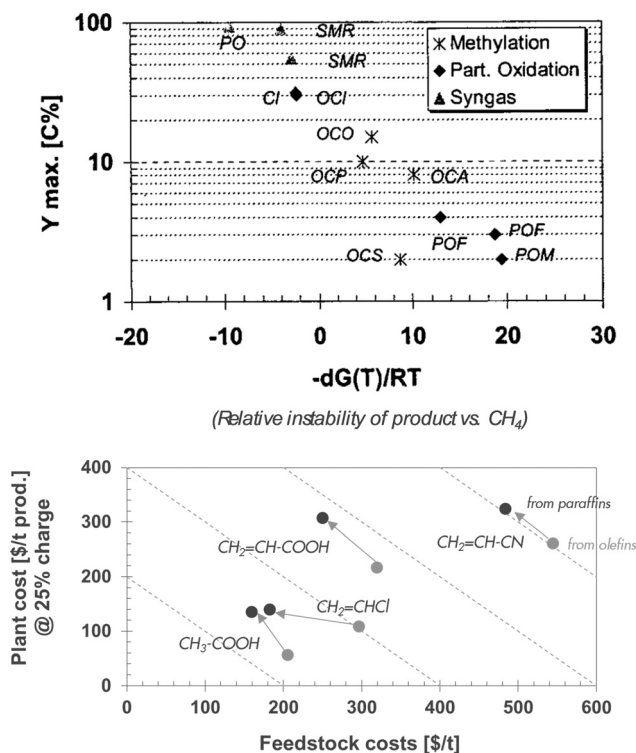 Y max. [C%]
100
10
1
PO
SMR
SMR
CI
OCI
OCO
OCP
OCA
POF
POF
OCS
POM
Methylation
Part. Oxidation
Syngas
-20 -10 0 10 20 30
-dG(T)/RT
(Relative instability of product vs. CH₄)
Plant cost [$/t prod.]
@ 25% charge
400
300
200
100
0
from paraffins
CH₂=CH-COOH
CH₂=CH-CN
from olefins
CH₂=CHCl
CH₃-COOH
0 100 200 300 400 500 600
Feedstock costs [$/t]